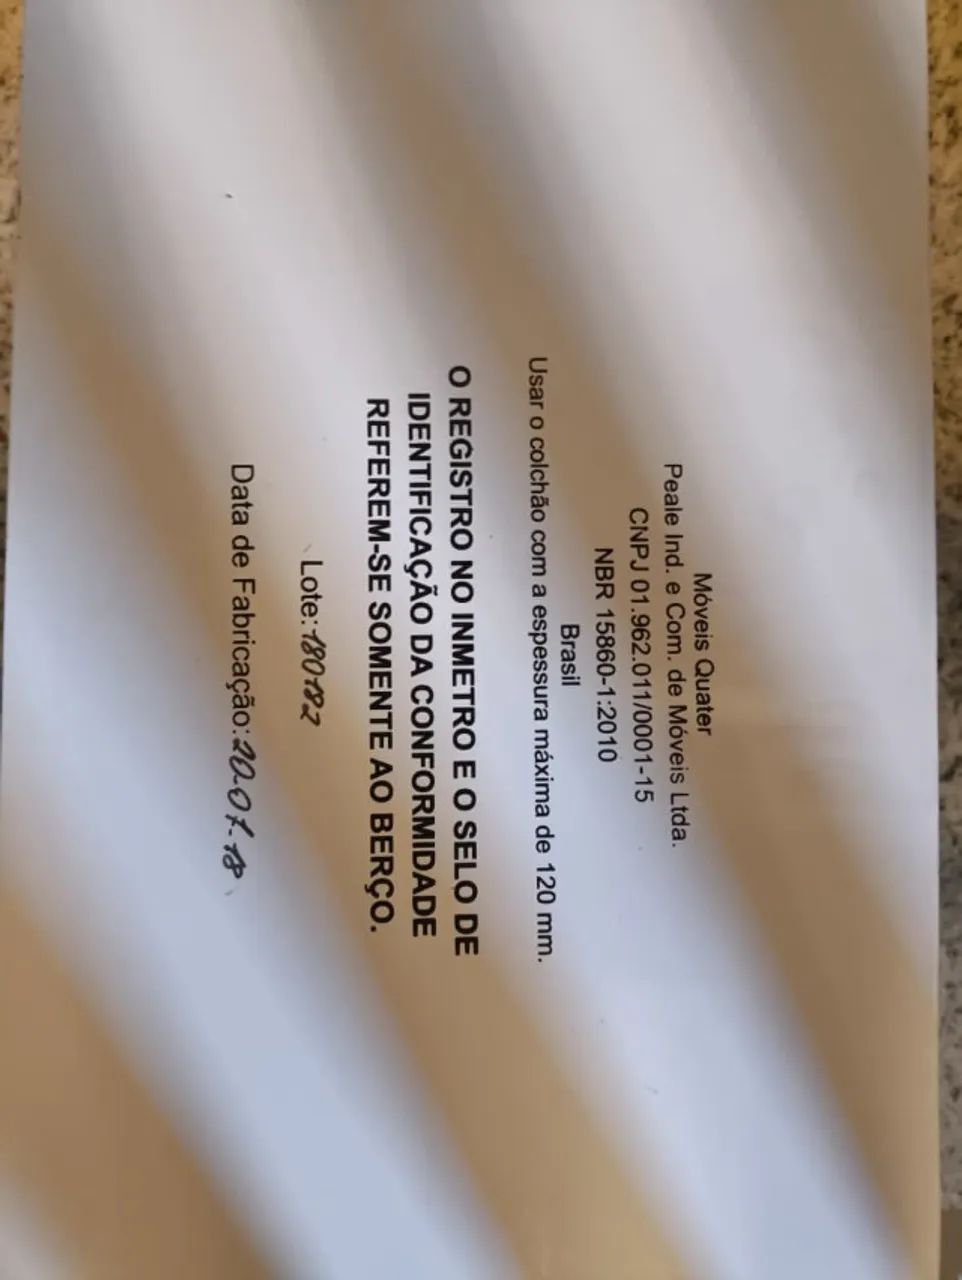 Móveis Quater
Peale Ind. e Com. de Móveis Ltda.
CNPJ 01.962.011/0001-15
NBR 15860-1:2010
Brasil
Usar o colchão com a espessura máxima de 120 mm.
O REGISTRO NO INMETRO E O SELO DE
IDENTIFICAÇÃO DA CONFORMIDADE
REFEREM-SE SOMENTE AO BERÇO.
Lote: 180182
Data de Fabricação: 20.07.18